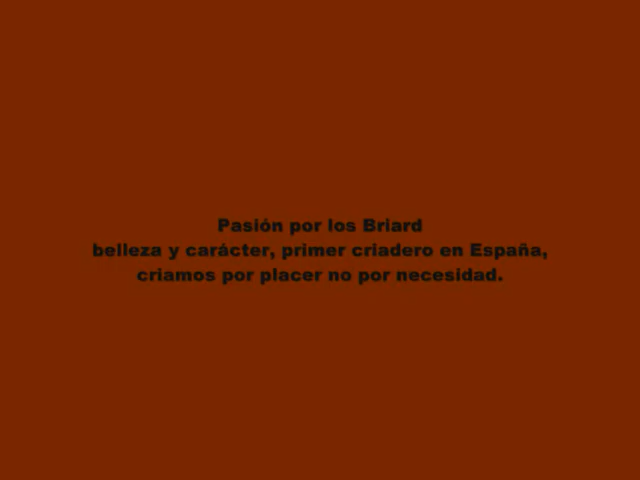 Pasión por los Briard
belleza y carácter, primer criadero en España,
criamos por placer no por necesidad.